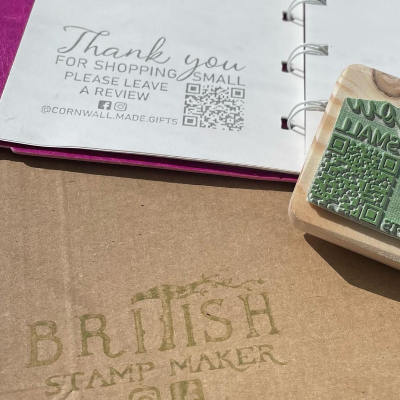 Thank you
FOR SHOPPING SMALL
PLEASE LEAVE
A REVIEW
@CORNWALL.MADE.GIFTS
BRITISH
STAMP MAKER